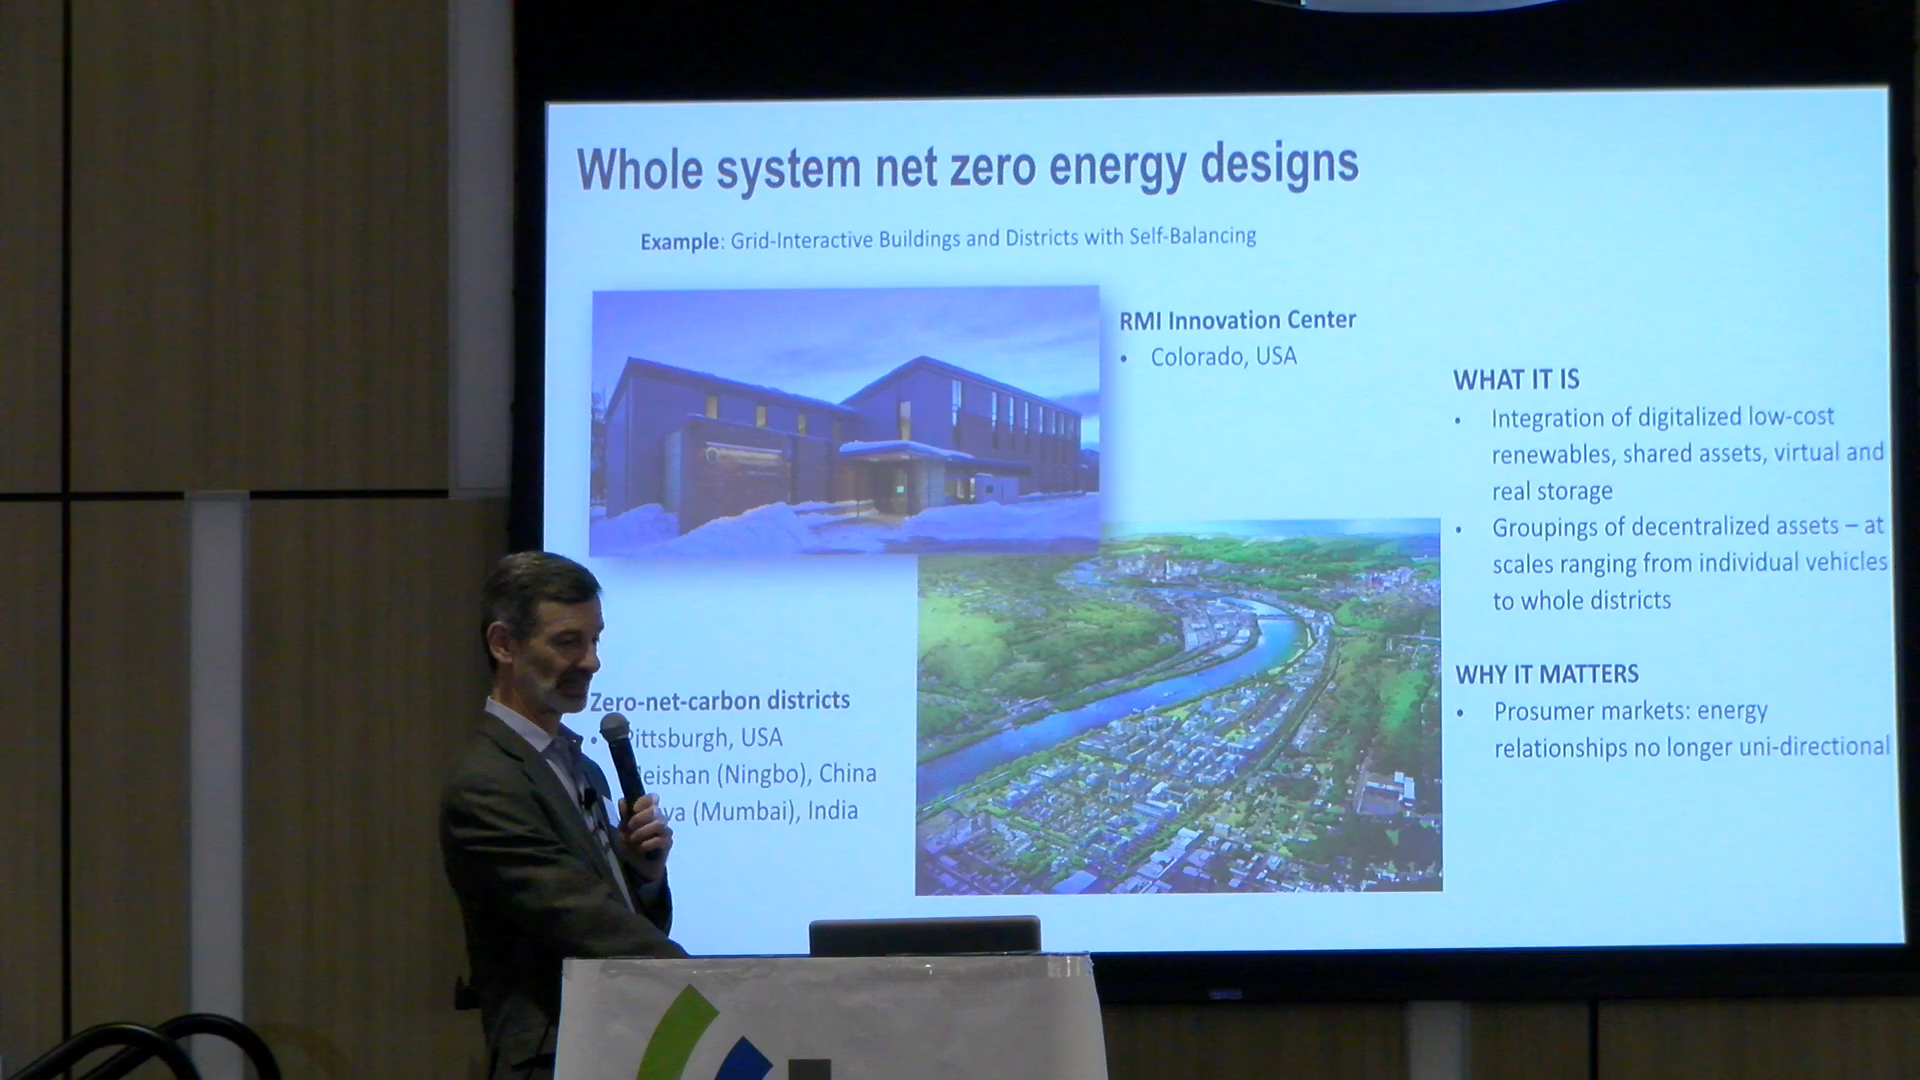 Whole system net zero energy designs
Example: Grid-Interactive Buildings and Districts with Self-Balancing
RMI Innovation Center
• Colorado, USA
WHAT IT IS
• Integration of digitalized low-cost
renewables, shared assets, virtual and
real storage
• Groupings of decentralized assets – at
scales ranging from individual vehicles
to whole districts
WHY IT MATTERS
• Prosumer markets: energy
relationships no longer uni-directional
Zero-net-carbon districts
• Pittsburgh, USA
(Ningbo), China
(Mumbai), India